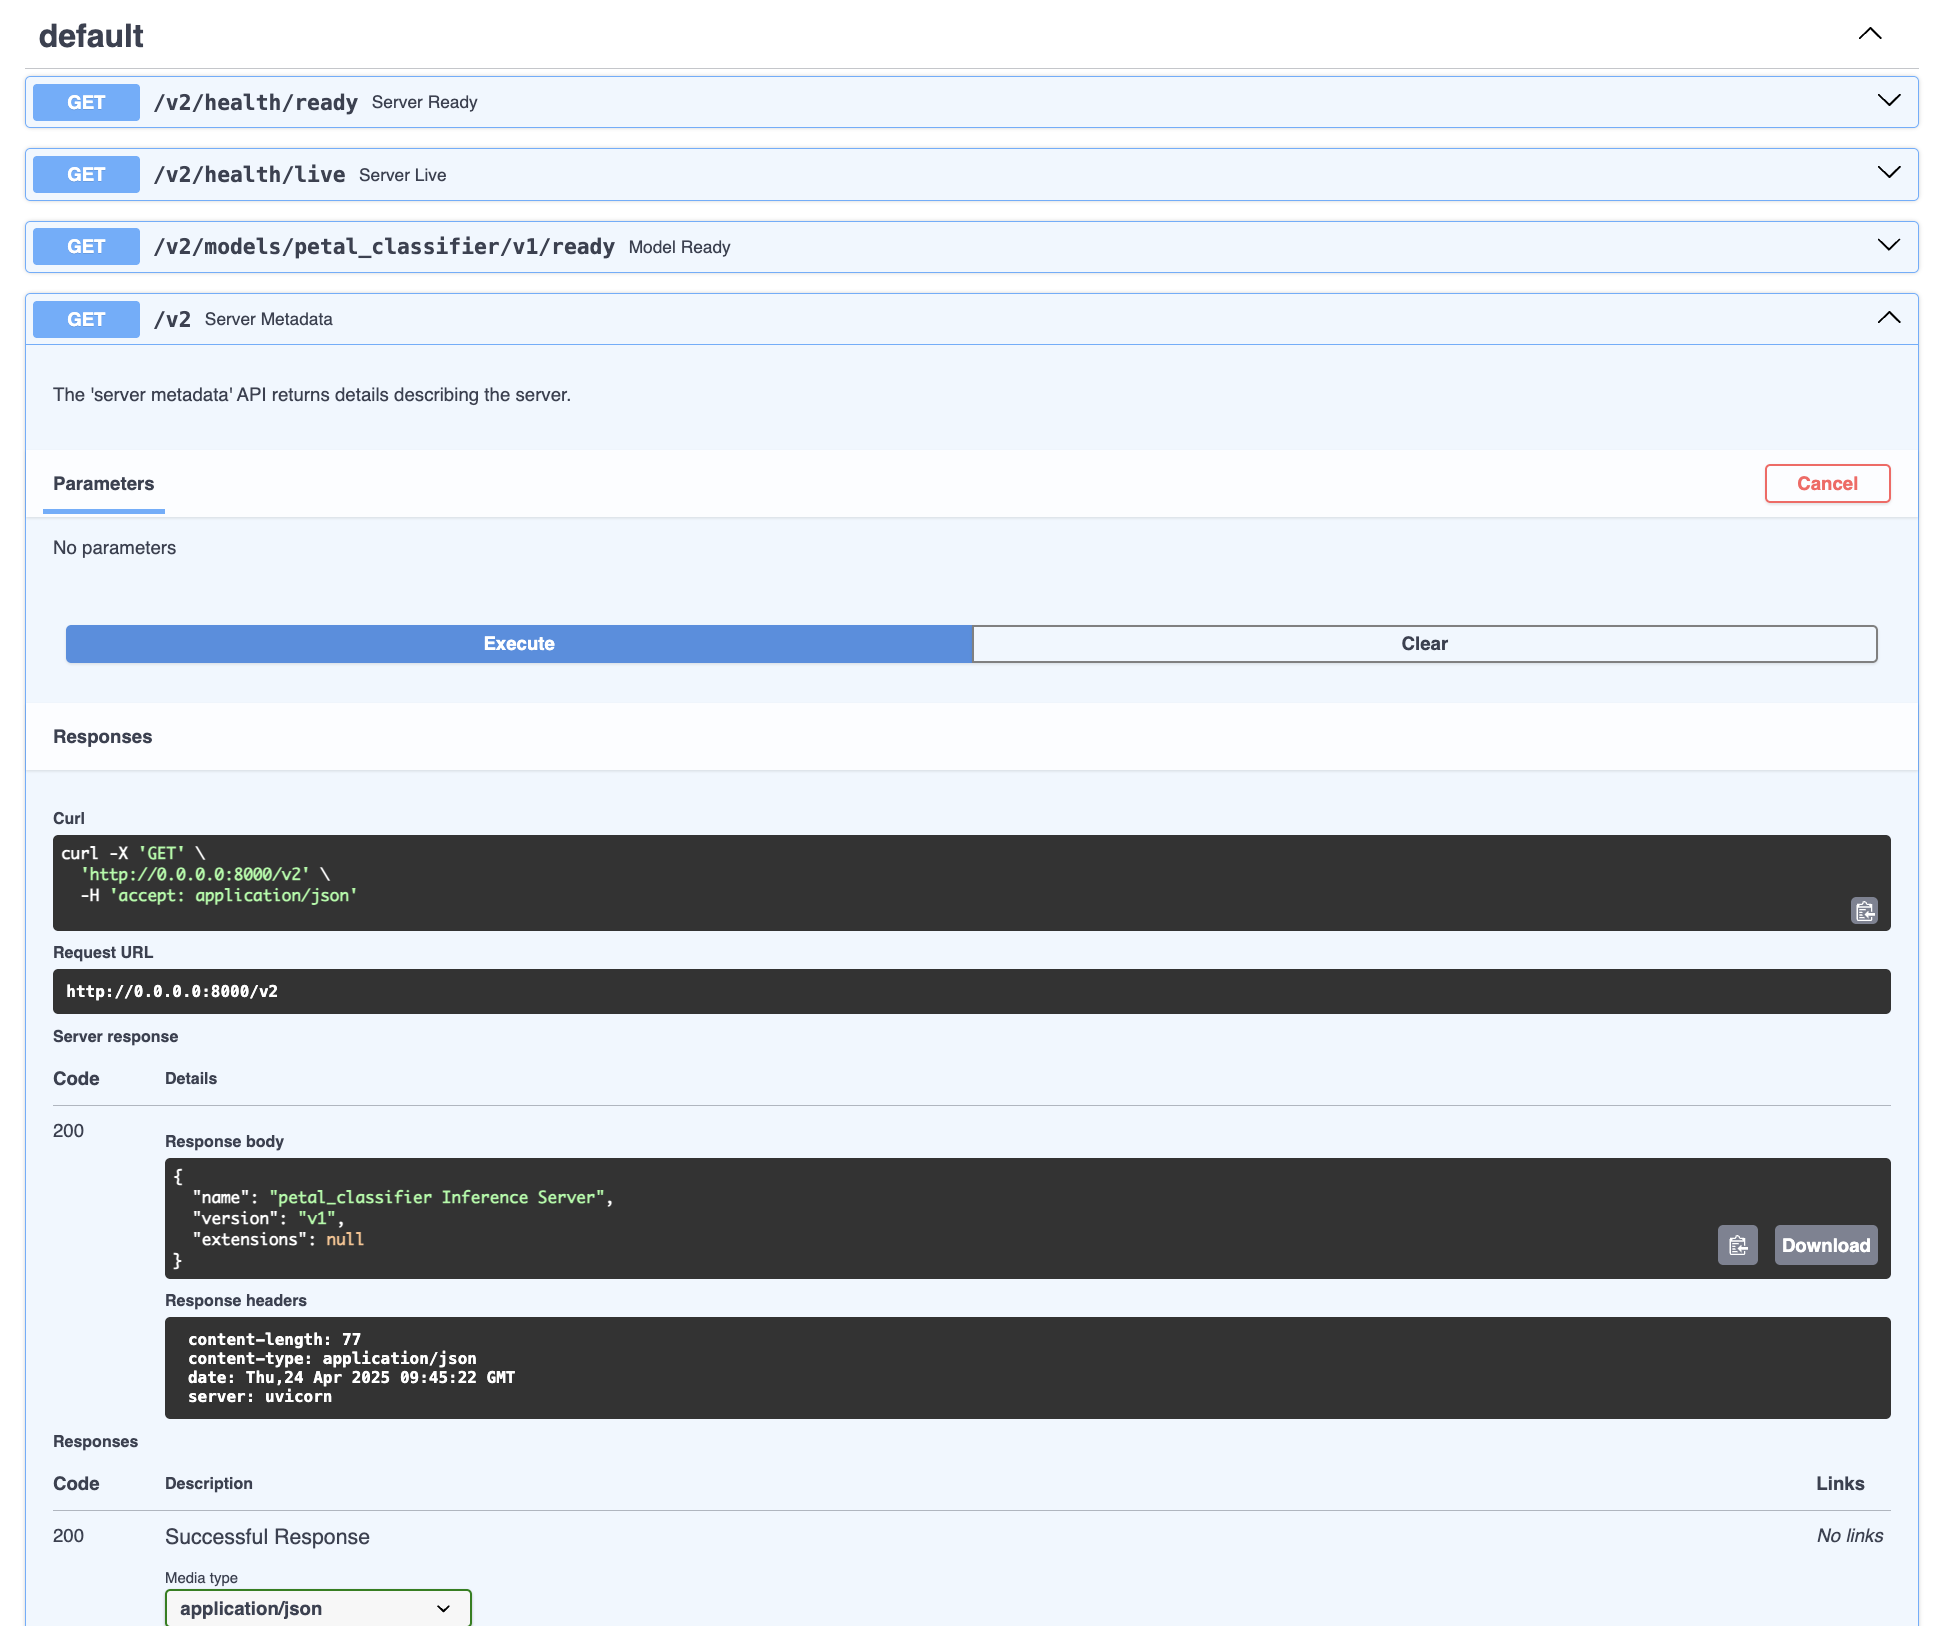 default
GET /v2/health/ready Server Ready
GET /v2/health/live Server Live
GET /v2/models/petal_classifier/v1/ready Model Ready
GET /v2 Server Metadata
The 'server metadata' API returns details describing the server.
Parameters Cancel
No parameters
Execute Clear
Responses
Curl
curl -X 'GET' \
  'http://0.0.0.0:8000/v2' \
  -H 'accept: application/json'
Request URL
http://0.0.0.0:8000/v2
Server response
Code Details
200
Response body
{
  "name": "petal_classifier Inference Server",
  "version": "v1",
  "extensions": null
}
Download
Response headers
content-length: 77
content-type: application/json
date: Thu,24 Apr 2025 09:45:22 GMT
server: uvicorn
Responses
Code Description Links
200 Successful Response No links
Media type
application/json